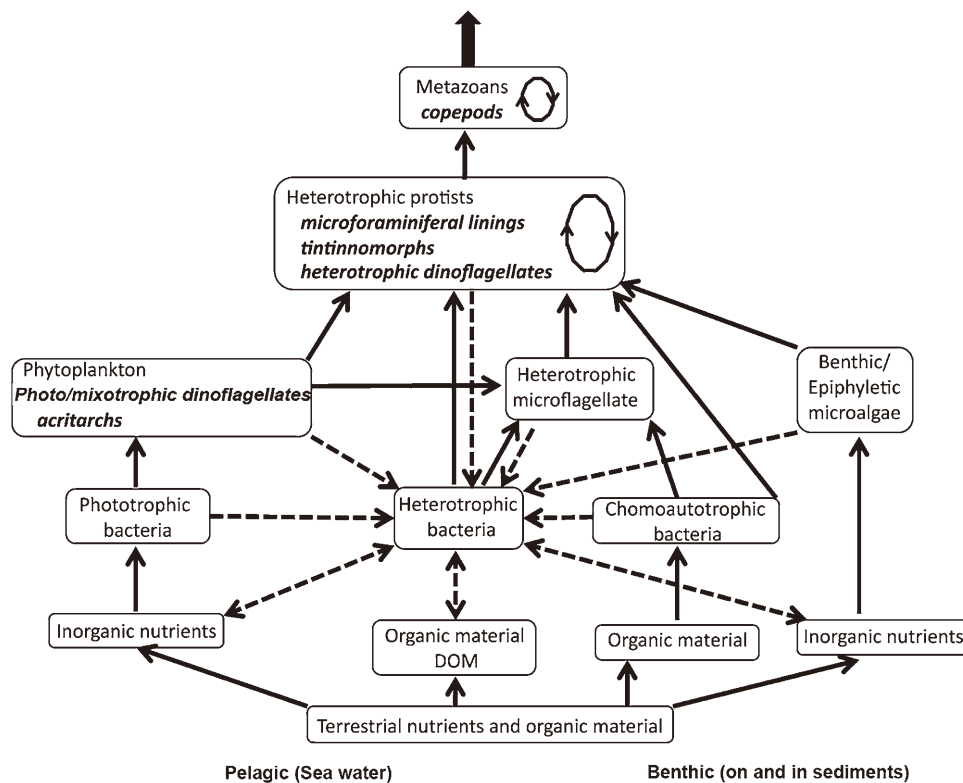 Metazoans
copepods
Heterotrophic protists
microforaminiferal linings
tintinnomorphs
heterotrophic dinoflagellates
Phytoplankton
Photo/mixotrophic dinoflagellates
acritarchs
Heterotrophic
microflagellate
Benthic/
Epiphyletic
microalgae
Phototrophic
bacteria
Heterotrophic
bacteria
Chomoautotrophic
bacteria
Inorganic nutrients
Organic material
DOM
Organic material
Inorganic nutrients
Terrestrial nutrients and organic material
Pelagic (Sea water)
Benthic (on and in sediments)